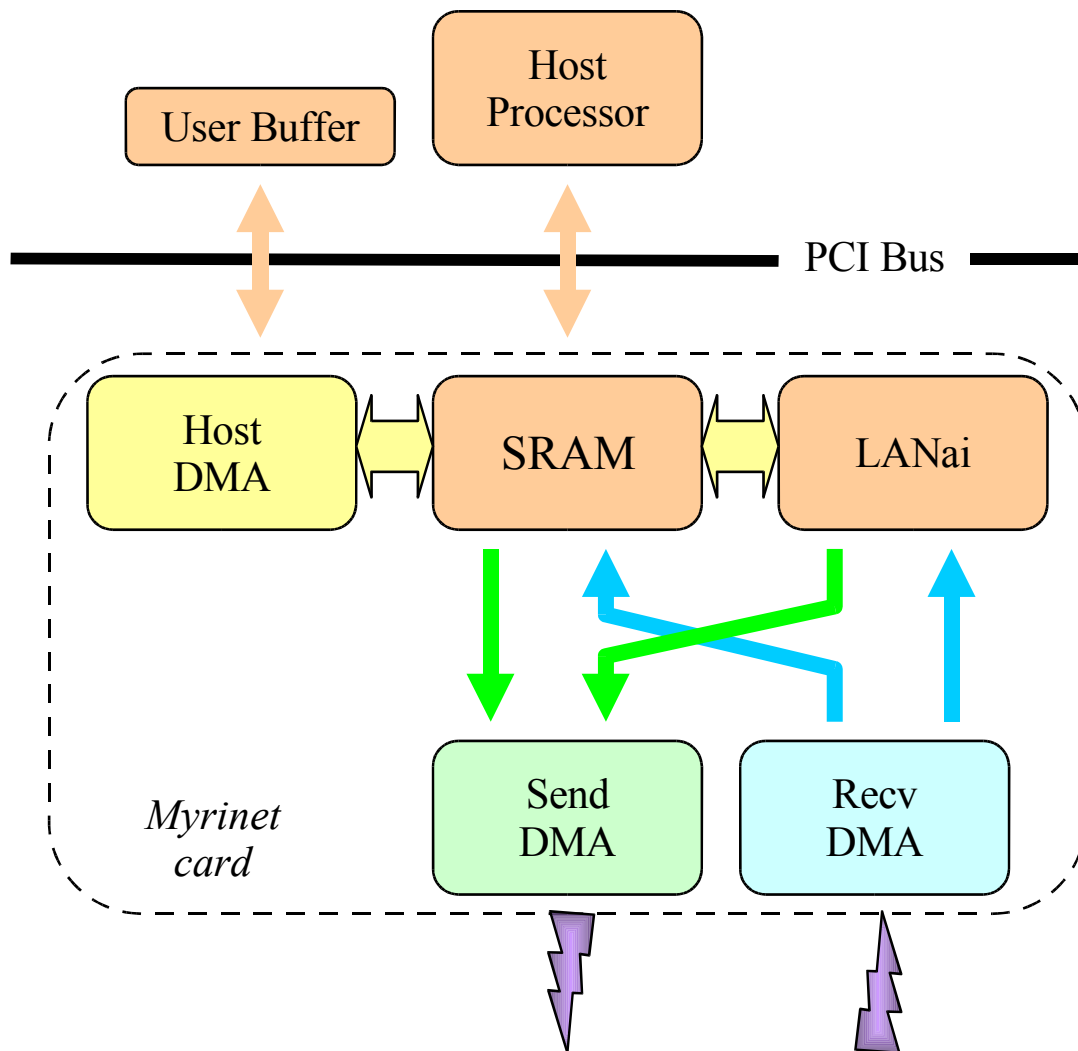 Host
Processor
User Buffer
PCI Bus
Host
DMA
SRAM
LANai
Send
DMA
Recv
DMA
Myrinet
card